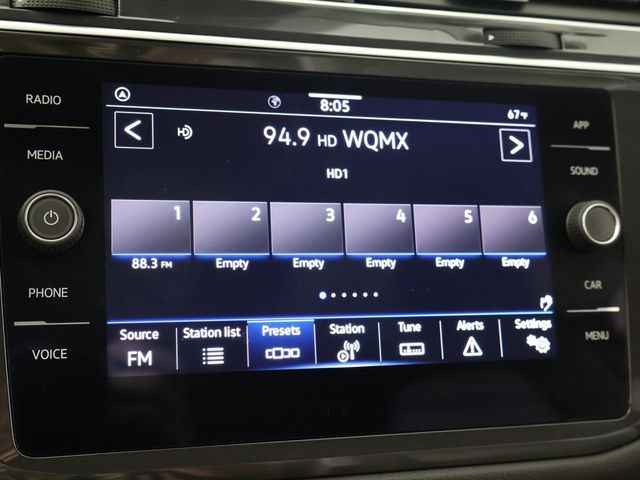 RADIO
MEDIA
PHONE
VOICE
8:05
67°F
94.9 HD WQMX
HD1
1 2 3 4 5 6
88.3 FM Empty Empty Empty Empty Empty
Source Station list Presets Station Tune Alerts Settings
FM
APP
SOUND
CAR
MENU